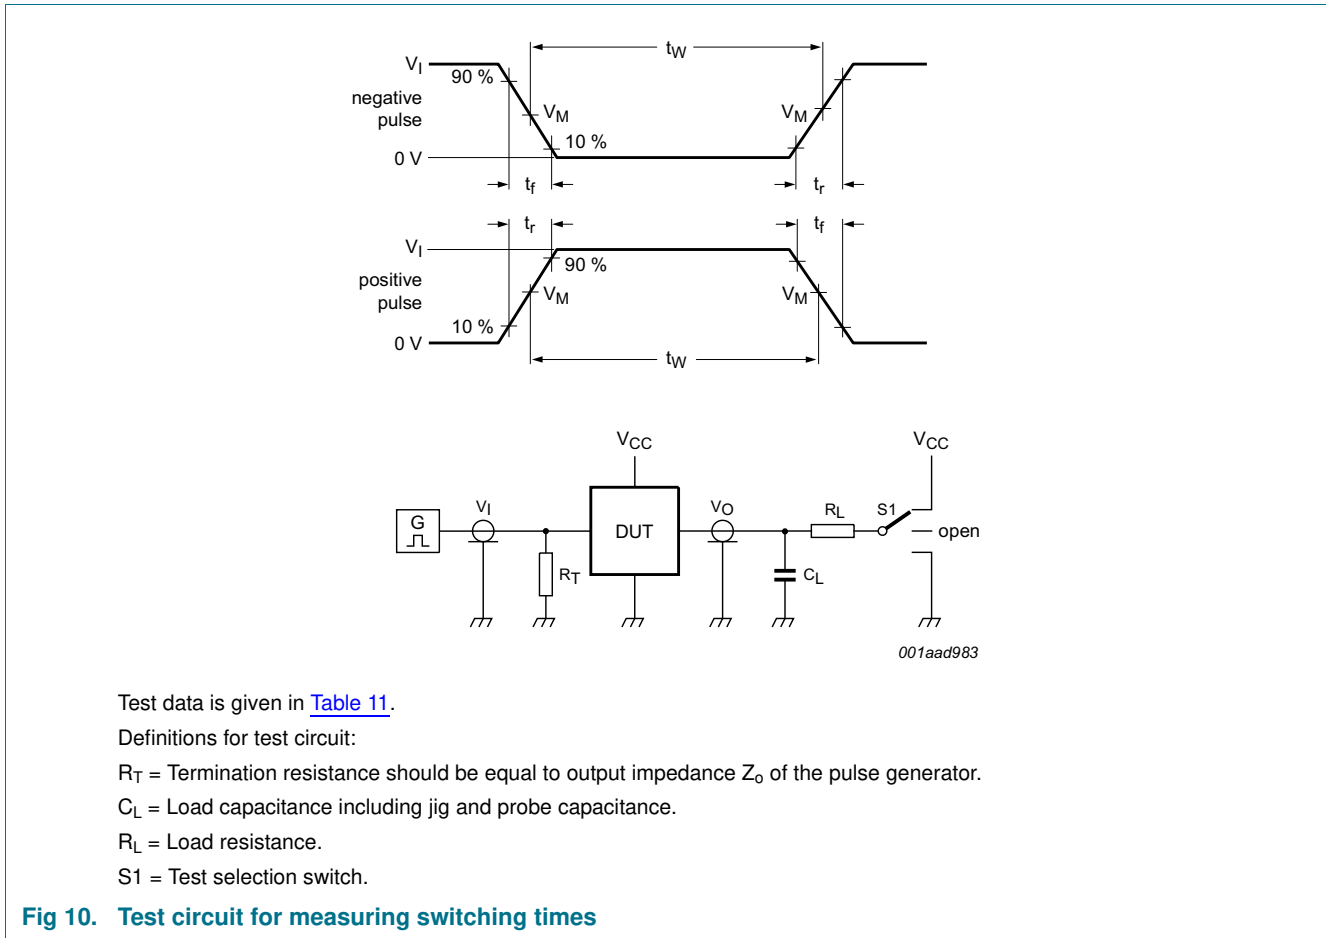 tW
VI
90 %
negative
pulse
VM
VM
10 %
0 V
tf
tr
tr
tf
VI
90 %
positive
pulse
VM
VM
10 %
0 V
tW
VCC
VCC
G
VI
DUT
VO
RL
S1
open
RT
CL
001aad983
Test data is given in Table 11.
Definitions for test circuit:
RT = Termination resistance should be equal to output impedance Zo of the pulse generator.
CL = Load capacitance including jig and probe capacitance.
RL = Load resistance.
S1 = Test selection switch.
Fig 10. Test circuit for measuring switching times